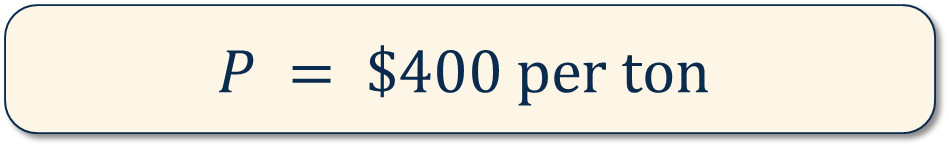 P = $400 per ton